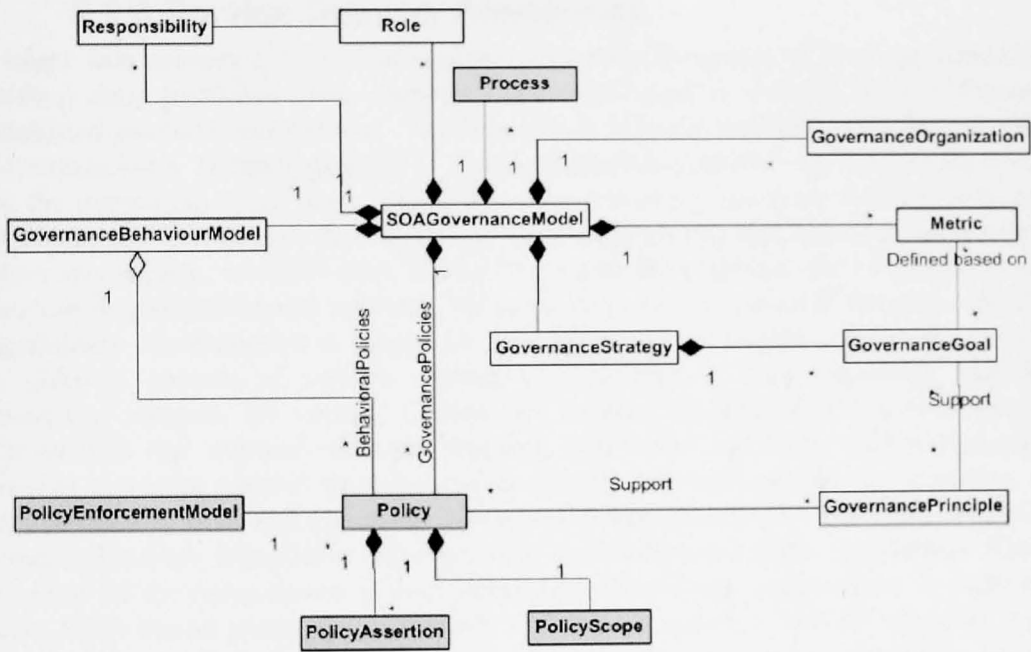 Responsibility
Role
*
*
*
*
Process
*
GovernanceOrganization
1
1
1
1
1
SOAGovernanceModel
GovernanceBehaviourModel
*
Metric
1
*
Defined based on
1
1
BehavioralPolicies
GovernancePolicies
*
GovernanceStrategy
GovernanceGoal
1
*
*
Support
*
*
*
*
Support
*
PolicyEnforcementModel
Policy
GovernancePrinciple
1
*
1
1
1
*
PolicyAssertion
PolicyScope